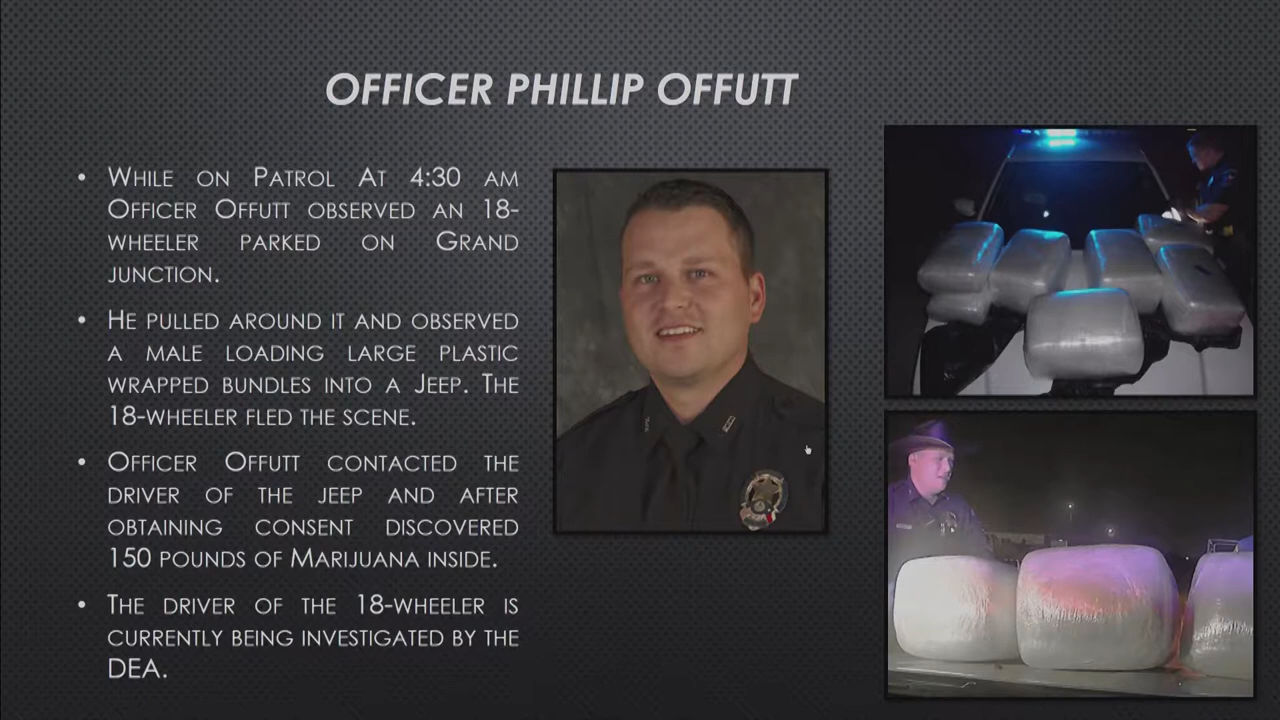 OFFICER PHILLIP OFFUTT
• WHILE ON PATROL AT 4:30 AM
OFFICER OFFUTT OBSERVED AN 18-
WHEELER PARKED ON GRAND
JUNCTION.
• HE PULLED AROUND IT AND OBSERVED
A MALE LOADING LARGE PLASTIC
WRAPPED BUNDLES INTO A JEEP. THE
18-WHEELER FLED THE SCENE.
• OFFICER OFFUTT CONTACTED THE
DRIVER OF THE JEEP AND AFTER
OBTAINING CONSENT DISCOVERED
150 POUNDS OF MARIJUANA INSIDE.
• THE DRIVER OF THE 18-WHEELER IS
CURRENTLY BEING INVESTIGATED BY THE
DEA.